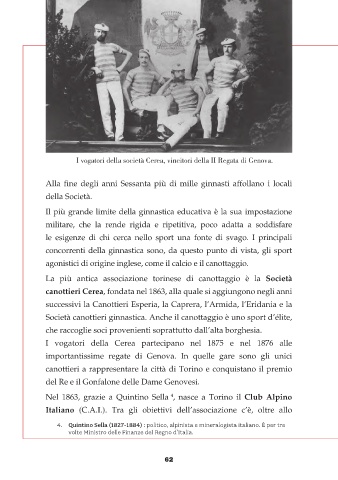 I vogatori della società Cerea, vincitori della II Regata di Genova.
Alla fine degli anni Sessanta più di mille ginnasti affollano i locali
della Società.
Il più grande limite della ginnastica educativa è la sua impostazione
militare, che la rende rigida e ripetitiva, poco adatta a soddisfare
le esigenze di chi cerca nello sport una fonte di svago. I principali
concorrenti della ginnastica sono, da questo punto di vista, gli sport
agonistici di origine inglese, come il calcio e il canottaggio.
La più antica associazione torinese di canottaggio è la Società
canottieri Cerea, fondata nel 1863, alla quale si aggiungono negli anni
successivi la Canottieri Esperia, la Caprera, l'Armida, l'Eridania e la
Società canottieri ginnastica. Anche il canottaggio è uno sport d'élite,
che raccoglie soci provenienti soprattutto dall'alta borghesia.
I vogatori della Cerea partecipano nel 1875 e nel 1876 alle
importantissime regate di Genova. In quelle gare sono gli unici
canottieri a rappresentare la città di Torino e conquistano il premio
del Re e il Gonfalone delle Dame Genovesi.
Nel 1863, grazie a Quintino Sella 4, nasce a Torino il Club Alpino
Italiano (C.A.I.). Tra gli obiettivi dell'associazione c'è, oltre allo
4. Quintino Sella (1827-1884) : politico, alpinista e mineralogista italiano. È per tre
volte Ministro delle Finanze del Regno d'Italia.
62